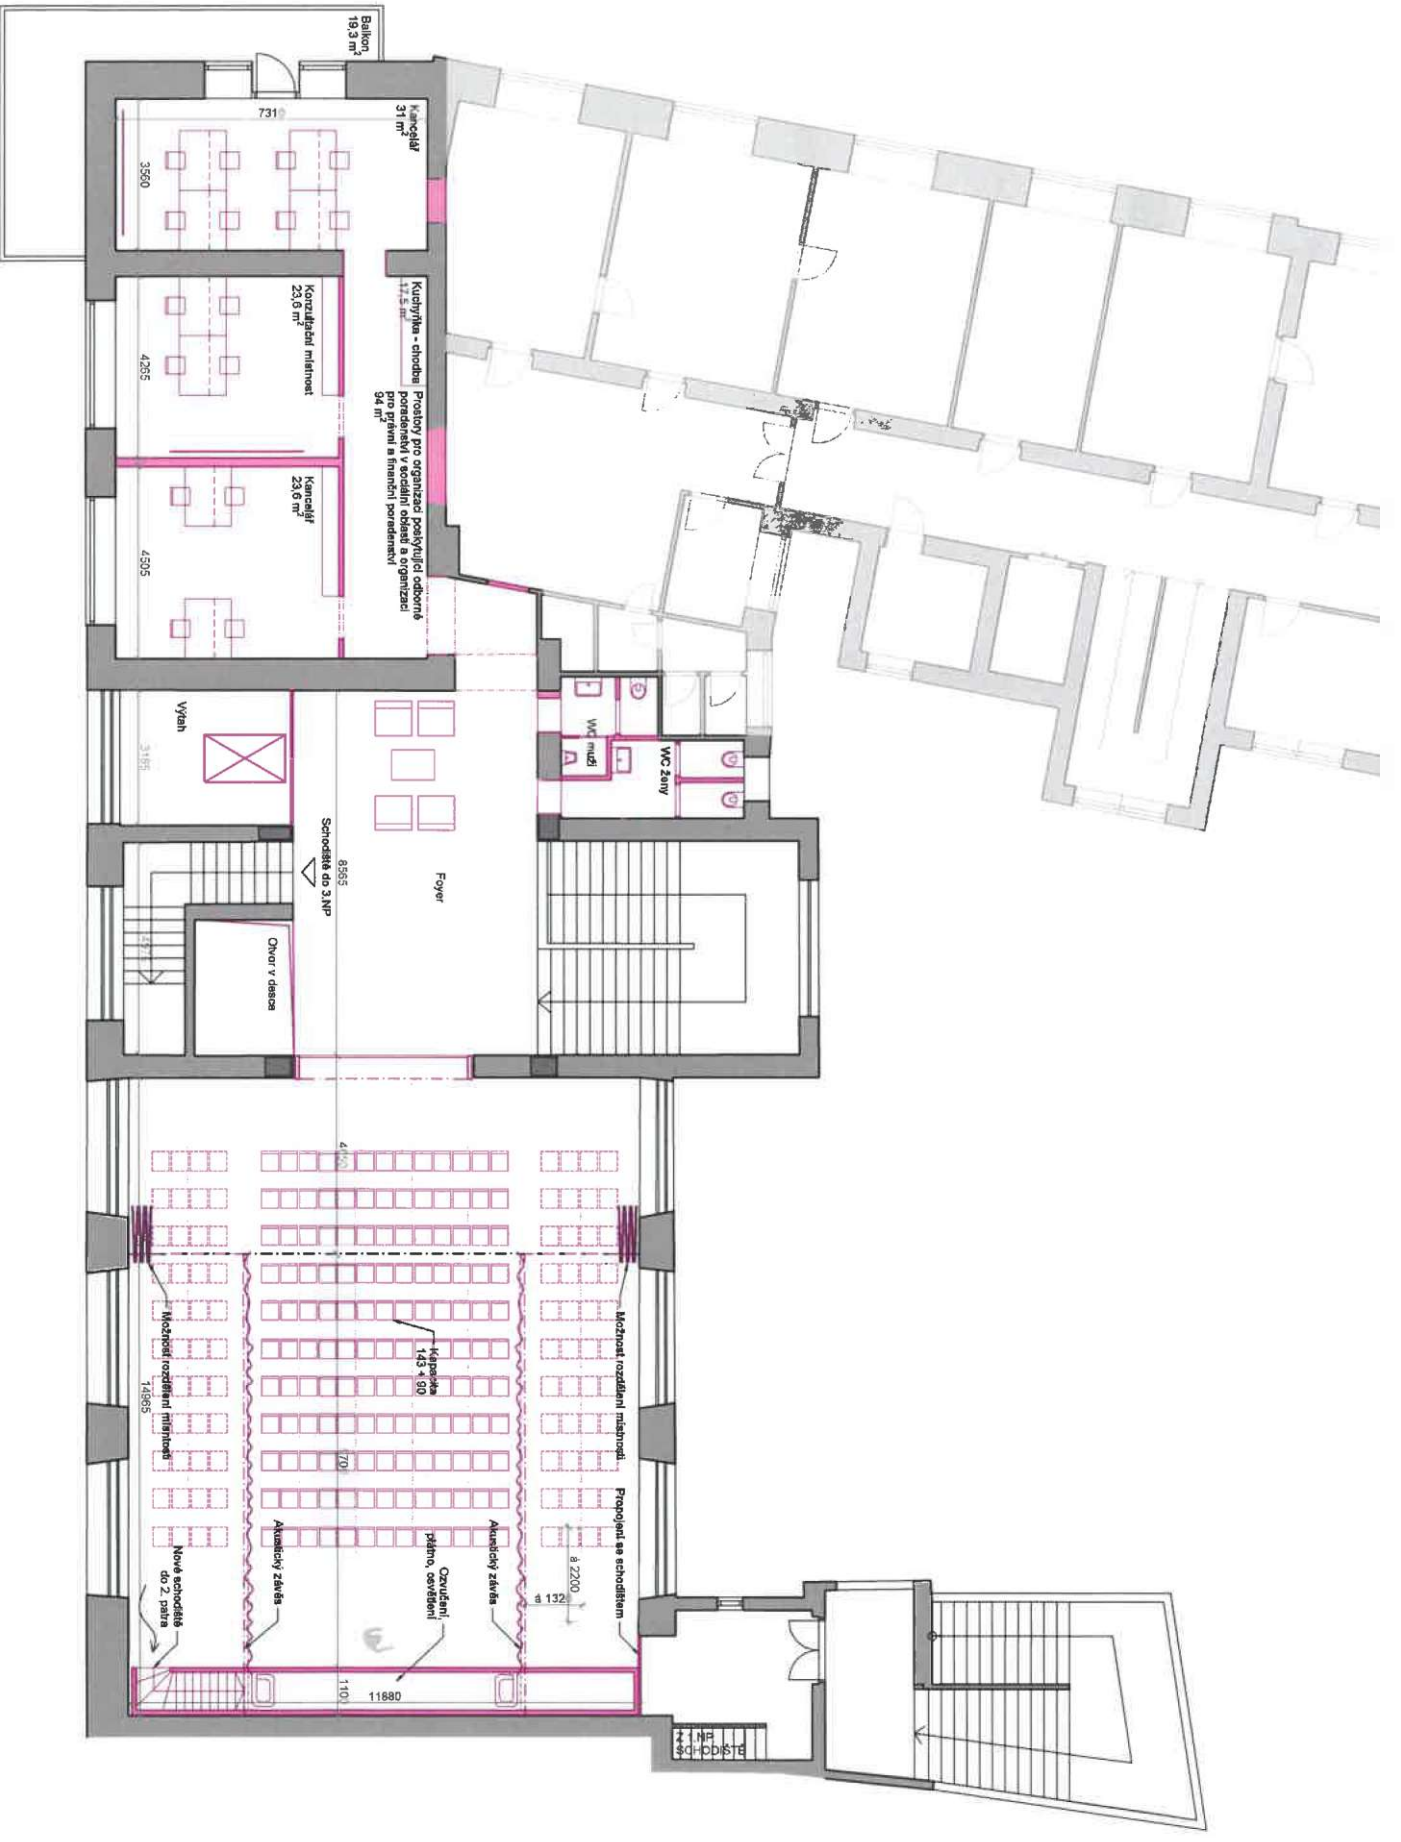 Balkon
19,3 m²
Kancelář
31 m²
731
3560
Kuchyňka - chodba
17,5 m²
Konzultační místnost
23,6 m²
4265
Prostory pro organizaci poskytující odborné
poradenství v sociální oblasti a organizaci
pro právní a finanční poradenství
94 m²
Kancelář
23,6 m²
4505
WC muži
WC ženy
Výtah
3165
Foyer
8565
Schodiště do 3.NP
Otvor v desce
Možnost rozdělení místnosti
Kapacita
143 + 90
Možnost rozdělení místnosti
14965
Propojení se schodištěm
Akustický závěs
Ozvučení,
plátno, osvětlení
Akustický závěs
Nové schodiště
do 2. patra
á 2200
á 132
1100
11880
Z 1.NP
SCHODIŠTĚ